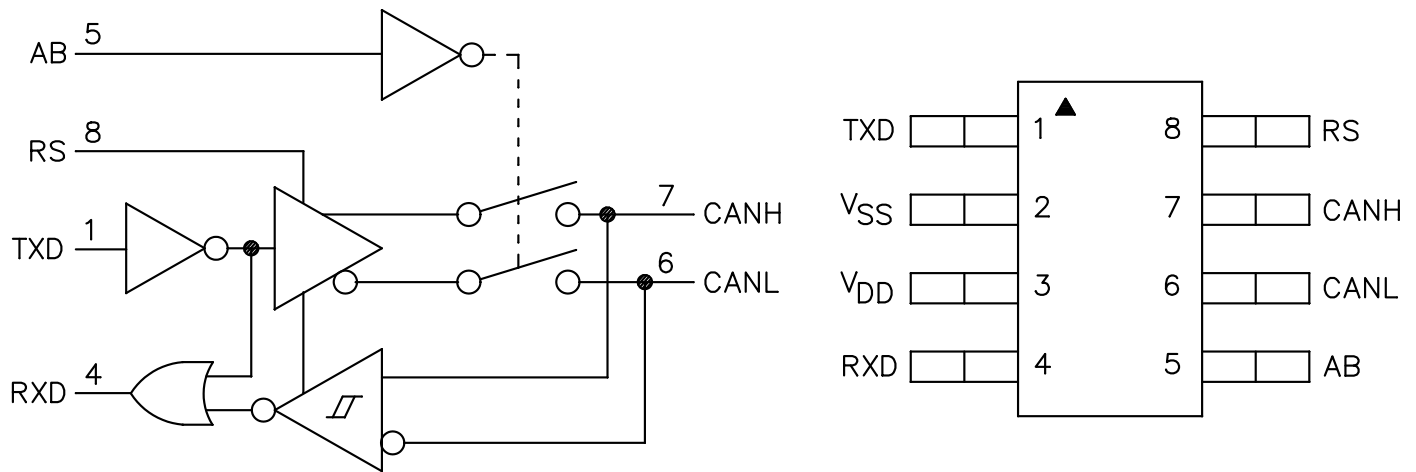 AB 5
RS 8
TXD 1
RXD 4
7 CANH
6 CANL
TXD 1 8 RS
VSS 2 7 CANH
VDD 3 6 CANL
RXD 4 5 AB